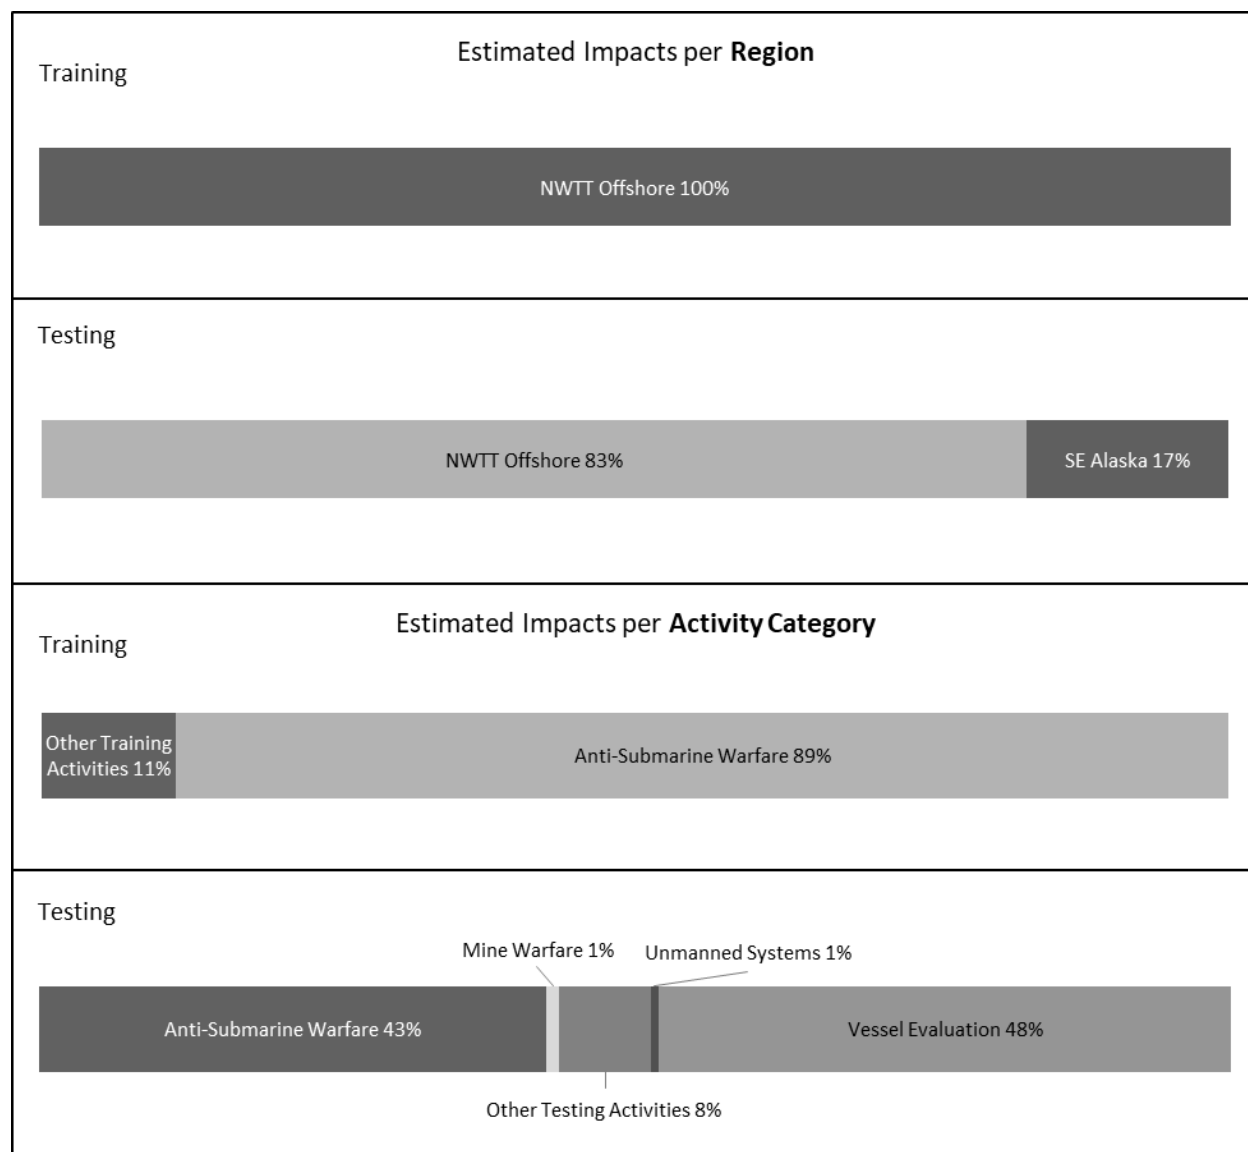 Estimated Impacts per Region
Training
NWTT Offshore 100%
Testing
NWTT Offshore 83%
SE Alaska 17%
Estimated Impacts per Activity Category
Training
Other Training
Activities 11%
Anti-Submarine Warfare 89%
Testing
Mine Warfare 1%
Unmanned Systems 1%
Anti-Submarine Warfare 43%
Vessel Evaluation 48%
Other Testing Activities 8%